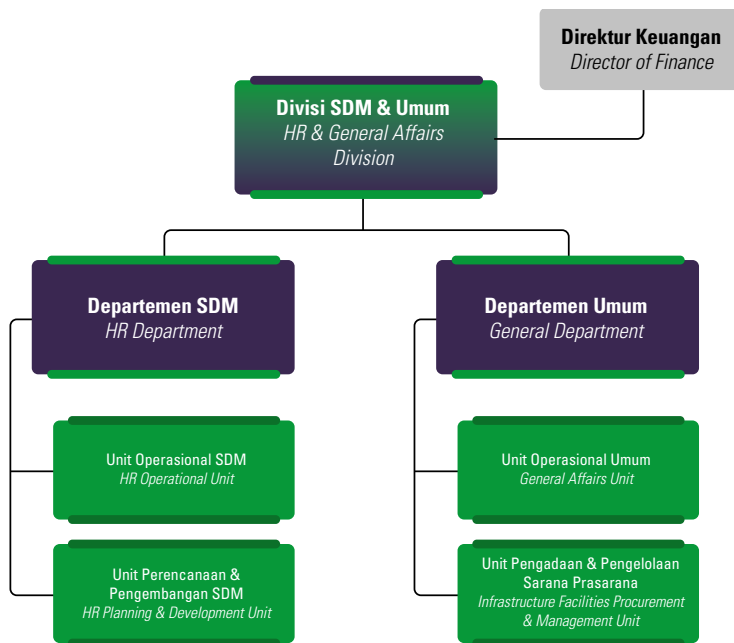 Direktur Keuangan
Director of Finance
Divisi SDM & Umum
HR & General Affairs
Division
Departemen SDM
HR Department
Departemen Umum
General Department
Unit Operasional SDM
HR Operational Unit
Unit Operasional Umum
General Affairs Unit
Unit Perencanaan &
Pengembangan SDM
HR Planning & Development Unit
Unit Pengadaan & Pengelolaan
Sarana Prasarana
Infrastructure Facilities Procurement
& Management Unit